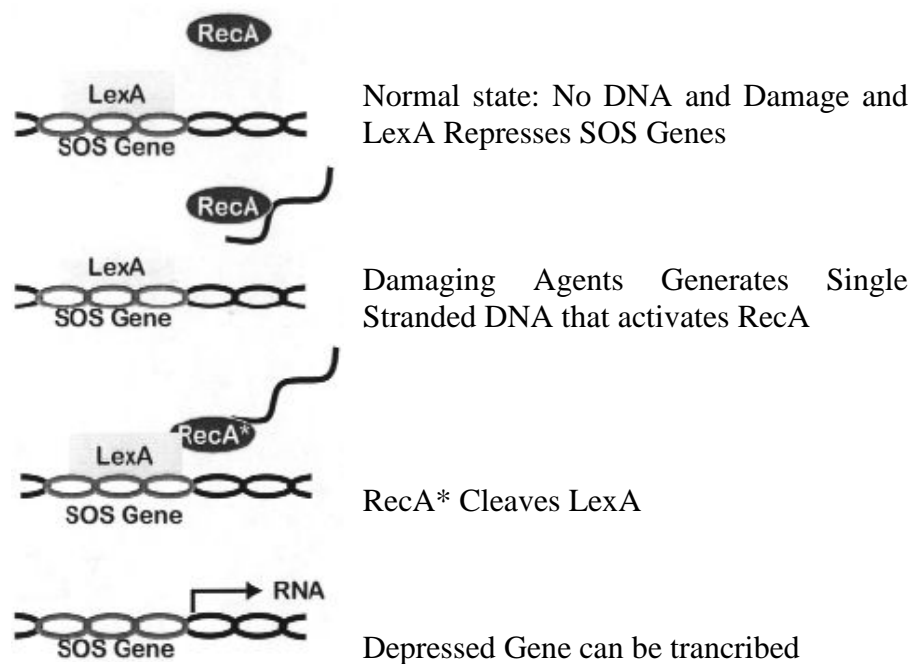 RecA
LexA
SOS Gene
Normal state: No DNA and Damage and
LexA Represses SOS Genes
RecA
LexA
SOS Gene
Damaging Agents Generates Single
Stranded DNA that activates RecA
RecA*
LexA
SOS Gene
RecA* Cleaves LexA
RNA
SOS Gene
Depressed Gene can be trancribed